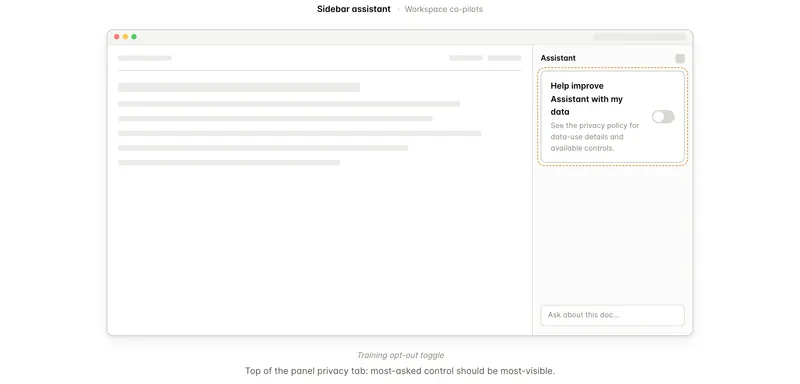 Sidebar assistant · Workspace co-pilots
Assistant
Help improve
Assistant with my
data
See the privacy policy for
data-use details and
available controls.
Ask about this doc...
Training opt-out toggle
Top of the panel privacy tab: most-asked control should be most-visible.